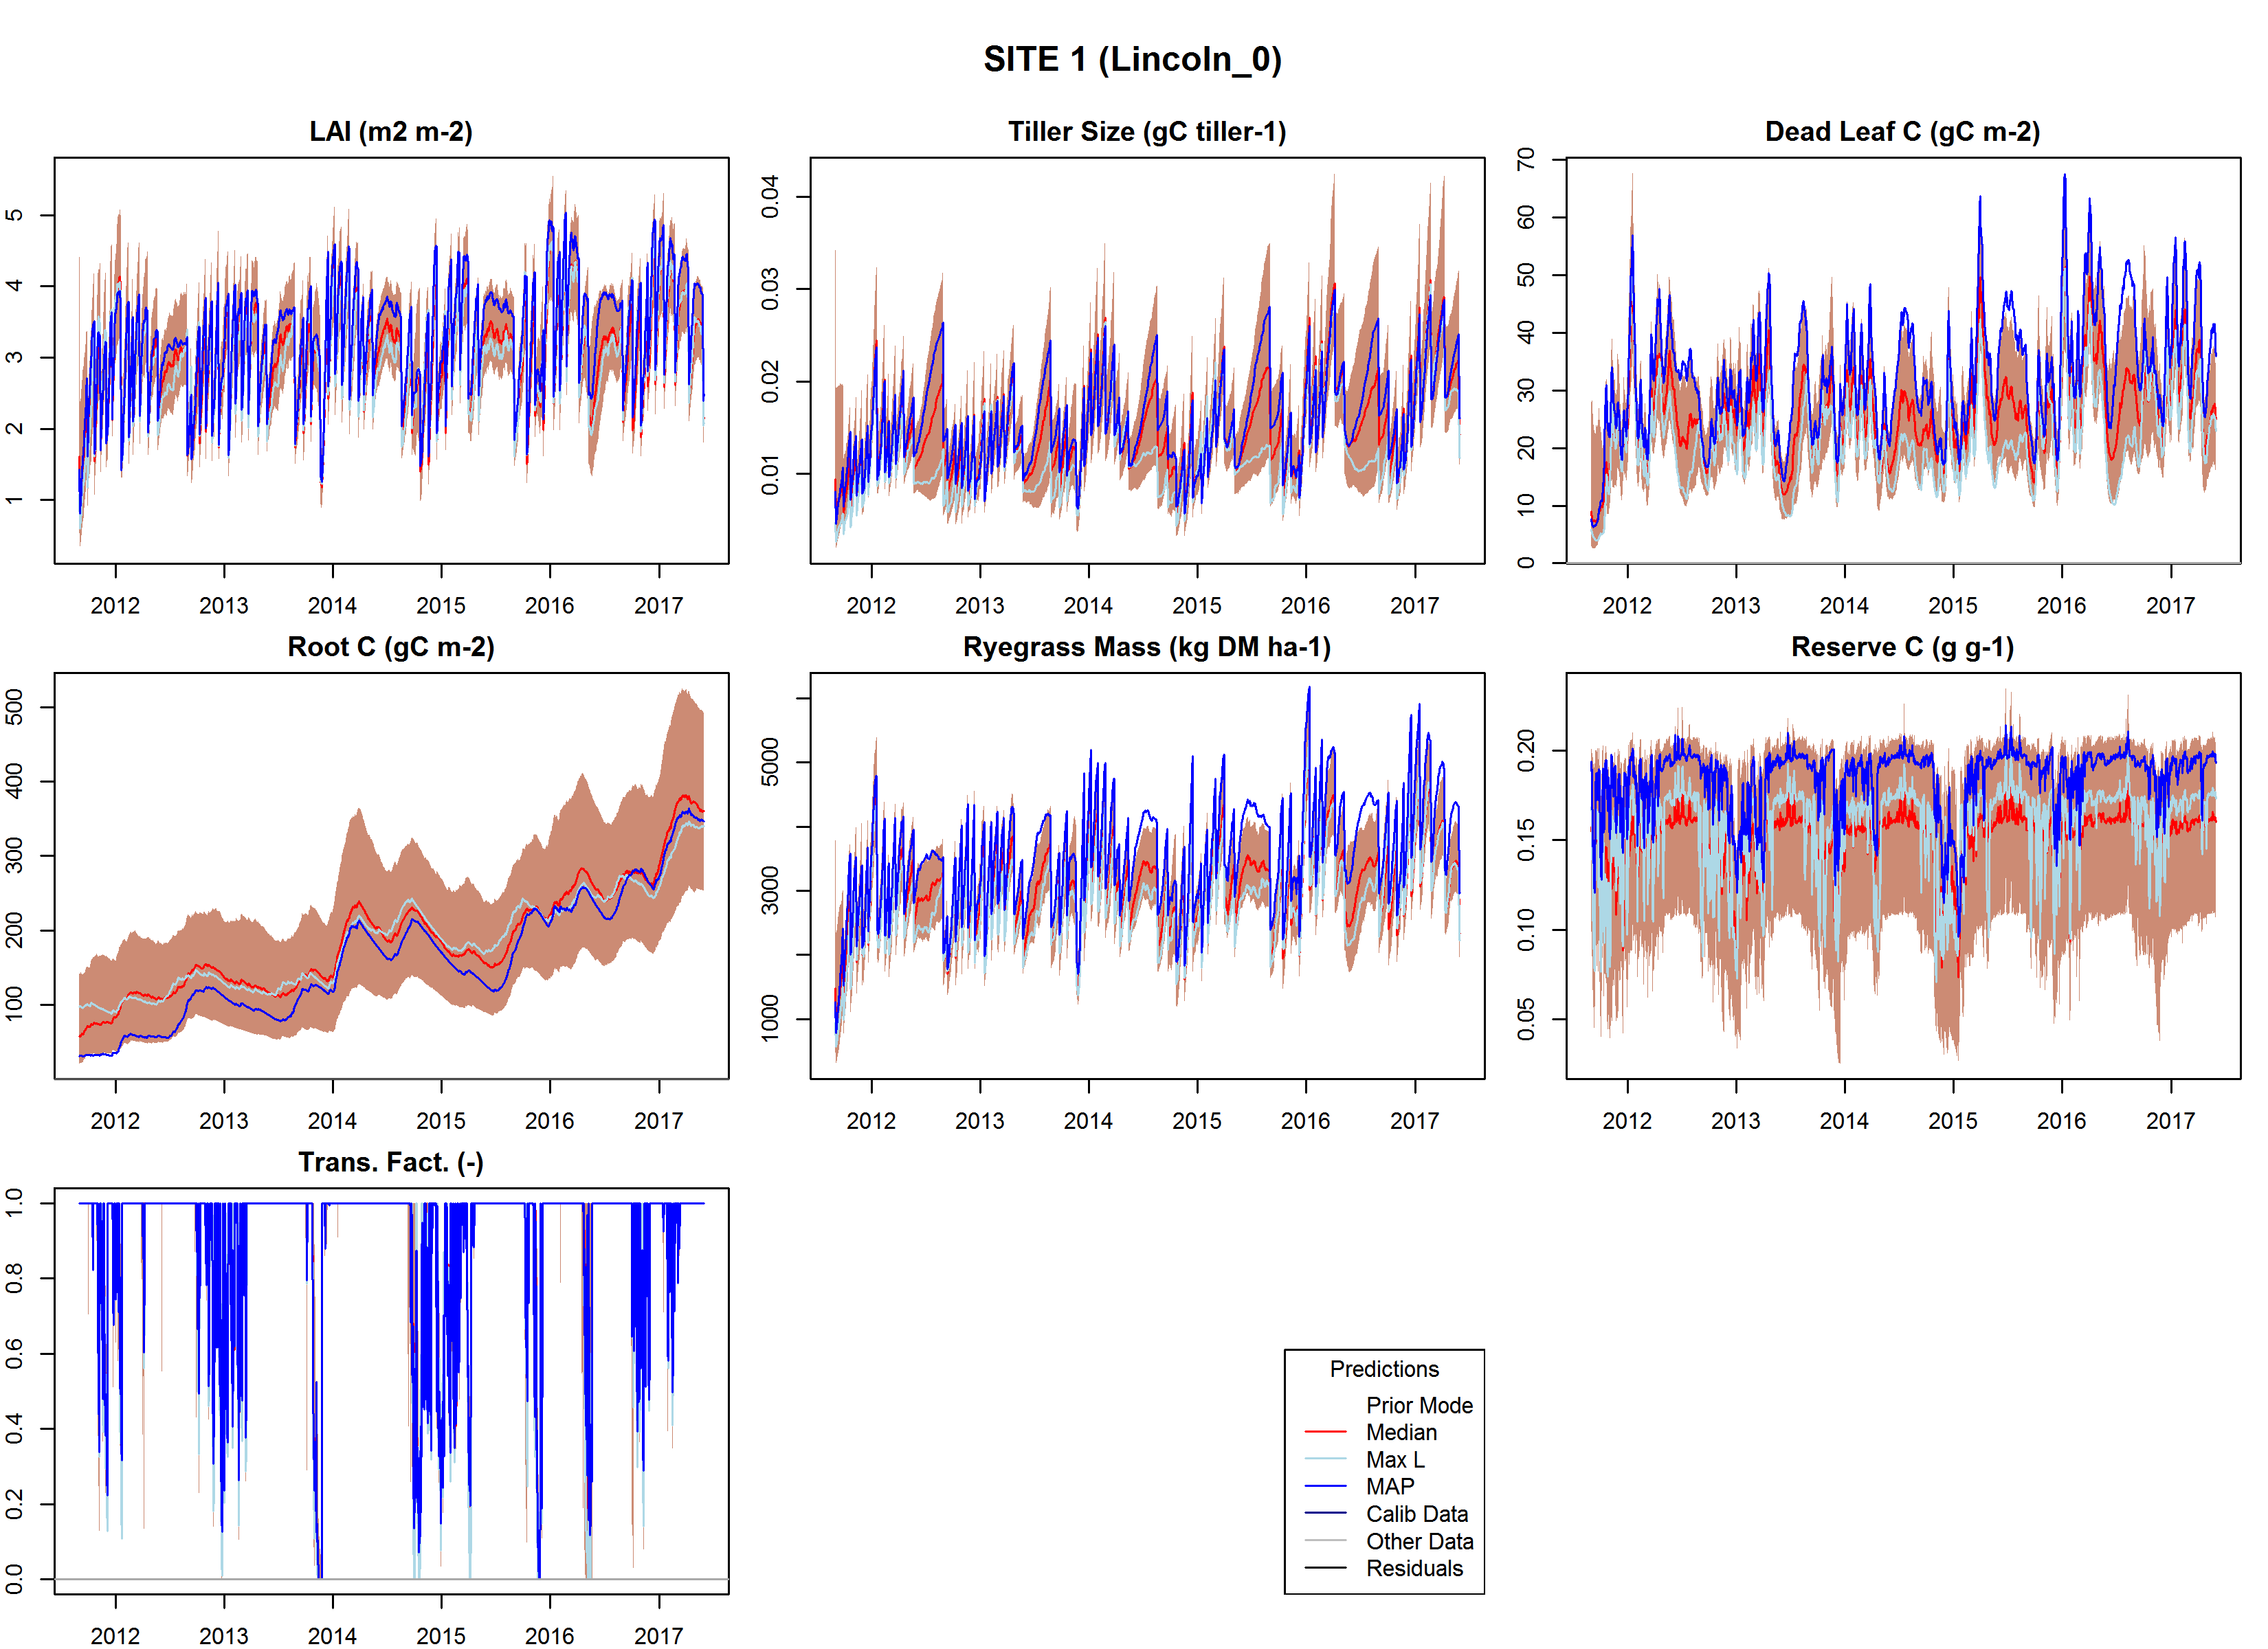 SITE 1 (Lincoln_0)
LAI (m2 m-2)
1 2 3 4 5
2012 2013 2014 2015 2016 2017
Tiller Size (gC tiller-1)
0.01 0.02 0.03 0.04
2012 2013 2014 2015 2016 2017
Dead Leaf C (gC m-2)
0 10 20 30 40 50 60 70
2012 2013 2014 2015 2016 2017
Root C (gC m-2)
100 200 300 400 500
2012 2013 2014 2015 2016 2017
Ryegrass Mass (kg DM ha-1)
1000 3000 5000
2012 2013 2014 2015 2016 2017
Reserve C (g g-1)
0.05 0.10 0.15 0.20
2012 2013 2014 2015 2016 2017
Trans. Fact. (-)
0.0 0.2 0.4 0.6 0.8 1.0
2012 2013 2014 2015 2016 2017
Predictions
Prior Mode
Median
Max L
MAP
Calib Data
Other Data
Residuals